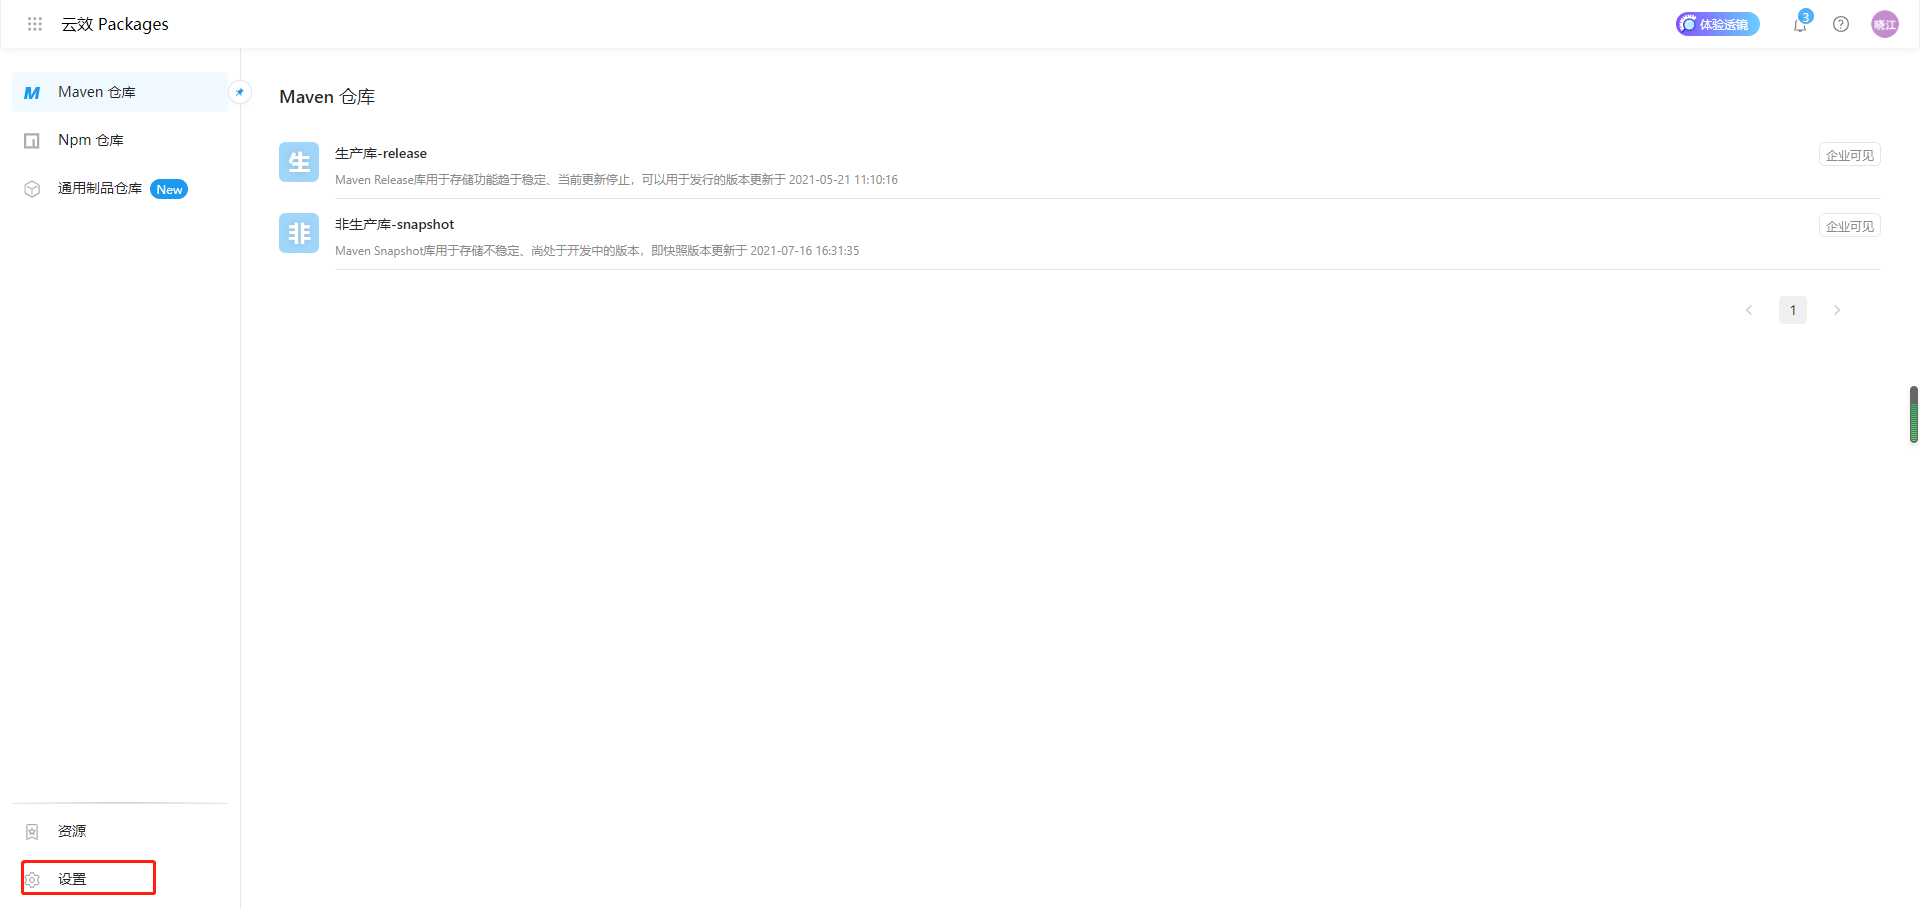 云效 Packages
体验透镜
3
晓江
Maven 仓库
Npm 仓库
通用制品仓库 New
Maven 仓库
生
生产库-release
企业可见
Maven Release库用于存储功能趋于稳定、当前更新停止，可以用于发行的版本更新于 2021-05-21 11:10:16
非
非生产库-snapshot
企业可见
Maven Snapshot库用于存储不稳定、尚处于开发中的版本，即快照版本更新于 2021-07-16 16:31:35
1
资源
设置